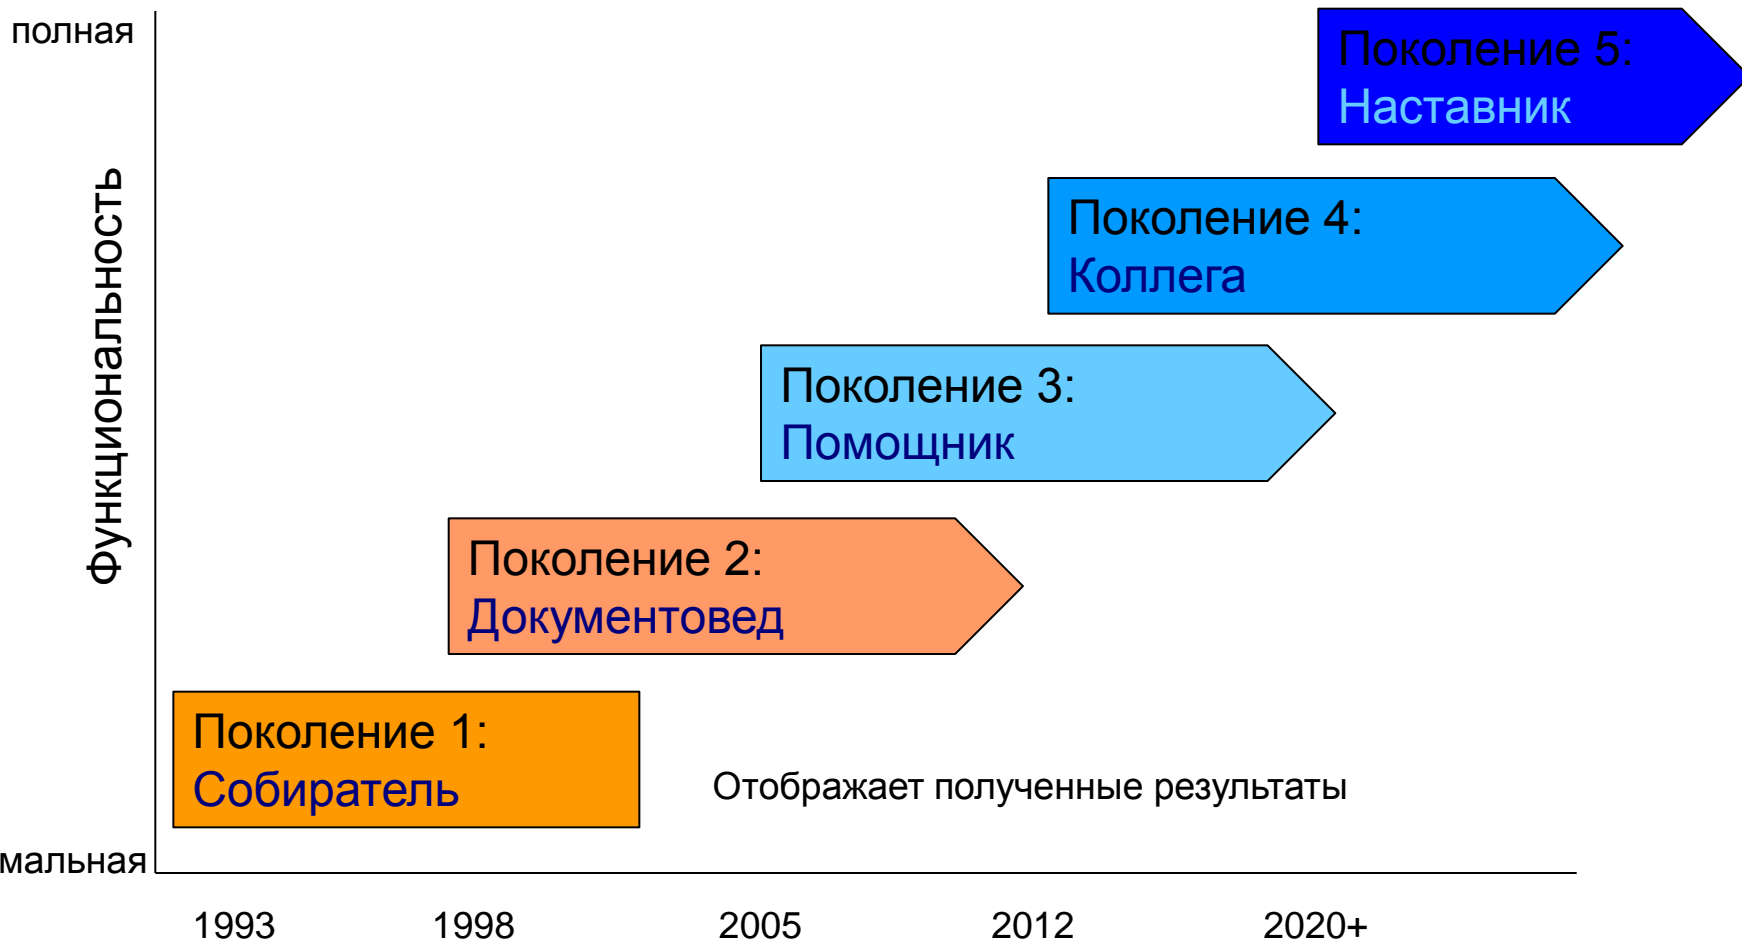 полная
Поколение 5:
Наставник
Функциональность
Поколение 4:
Коллега
Поколение 3:
Помощник
Поколение 2:
Документовед
Поколение 1:
Собиратель
Отображает полученные результаты
мальная
1993 1998 2005 2012 2020+